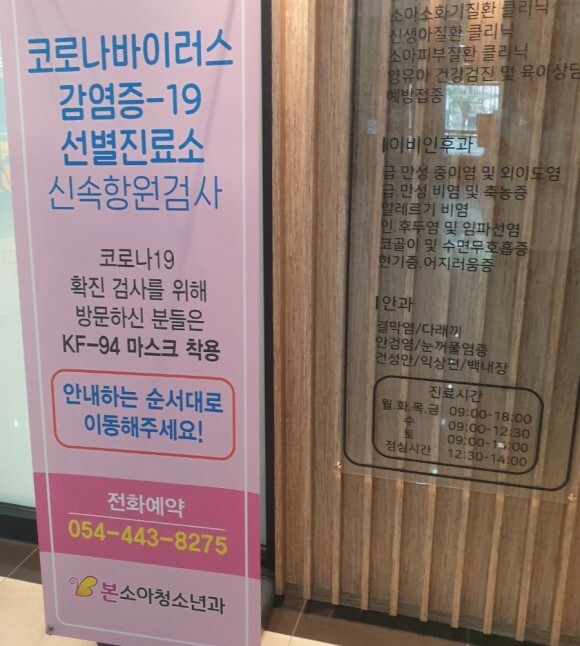 코로나바이러스
감염증-19
선별진료소
신속항원검사
코로나19
확진 검사를 위해
방문하신 분들은
KF-94 마스크 착용
안내하는 순서대로
이동해주세요!
전화예약
054-443-8275
본소아청소년과
소아소화기질환 클리닉
신생아질환 클리닉
소아피부질환 클리닉
영유아 건강검진 및 육아상담
예방접종
이비인후과
급.만성 중이염 및 외이도염
급.만성 비염 및 축농증
알레르기 비염
인.후두염 및 임파선염
코골이 및 수면무호흡증
현기증.어지러움증
안과
결막염/다래끼
안검염/눈꺼풀염증
건성안/익상편/백내장
진료시간
월.화.목.금 09:00-18:00
수 09:00-12:30
토
점심시간 12:30-14:00